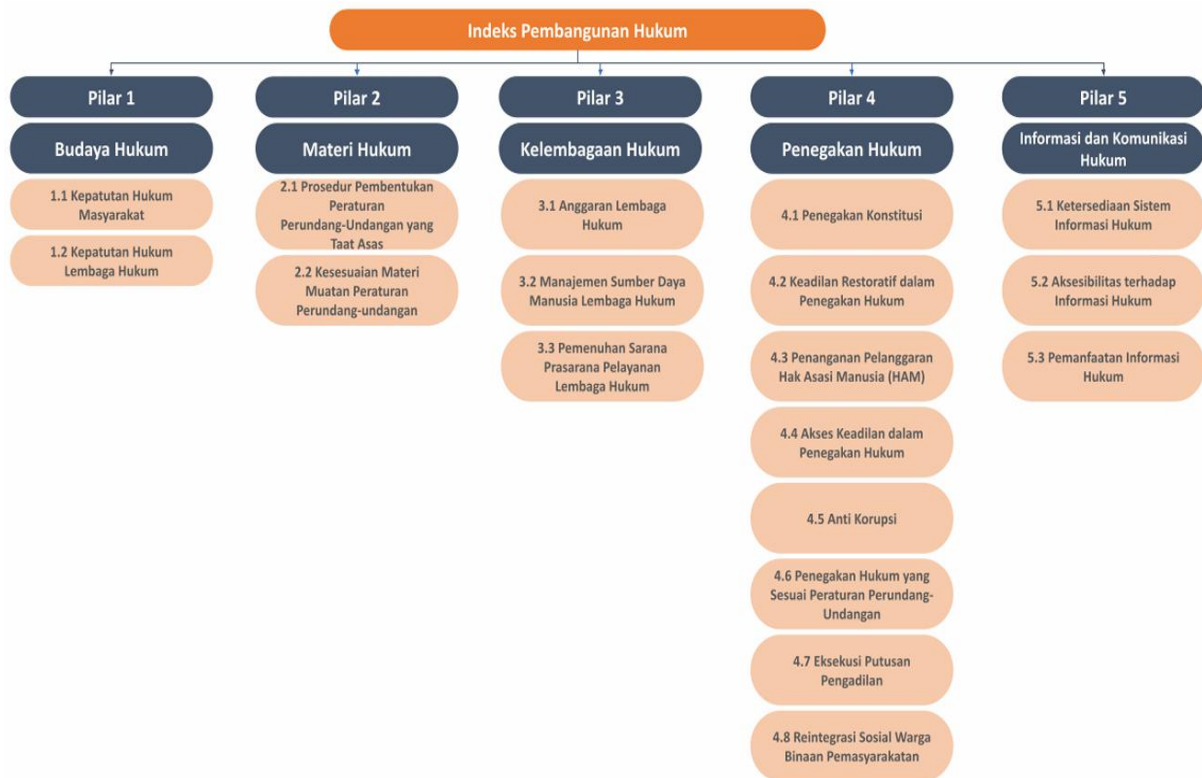 Indeks Pembangunan Hukum
Pilar 1
Budaya Hukum
1.1 Kepatutan Hukum
Masyarakat
1.2 Kepatutan Hukum
Lembaga Hukum
Pilar 2
Materi Hukum
2.1 Prosedur Pembentukan
Peraturan
Perundang-Undangan yang
Taat Asas
2.2 Kesesuaian Materi
Muatan Peraturan
Perundang-undangan
Pilar 3
Kelembagaan Hukum
3.1 Anggaran Lembaga
Hukum
3.2 Manajemen Sumber Daya
Manusia Lembaga Hukum
3.3 Pemenuhan Sarana
Prasarana Pelayanan
Lembaga Hukum
Pilar 4
Penegakan Hukum
4.1 Penegakan Konstitusi
4.2 Keadilan Restoratif dalam
Penegakan Hukum
4.3 Penanganan Pelanggaran
Hak Asasi Manusia (HAM)
4.4 Akses Keadilan dalam
Penegakan Hukum
4.5 Anti Korupsi
4.6 Penegakan Hukum yang
Sesuai Peraturan Perundang-
Undangan
4.7 Eksekusi Putusan
Pengadilan
4.8 Reintegrasi Sosial Warga
Binaan Pemasyarakatan
Pilar 5
Informasi dan Komunikasi
Hukum
5.1 Ketersediaan Sistem
Informasi Hukum
5.2 Aksesibilitas terhadap
Informasi Hukum
5.3 Pemanfaatan Informasi
Hukum